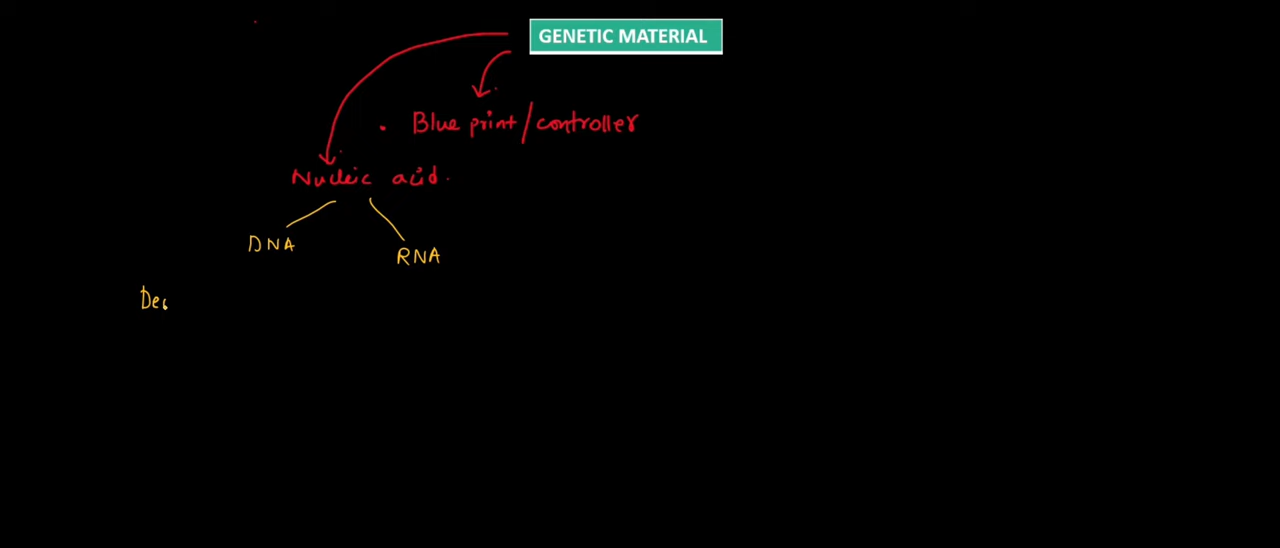 GENETIC MATERIAL
Blue print/controller
Nucleic acid.
DNA
RNA